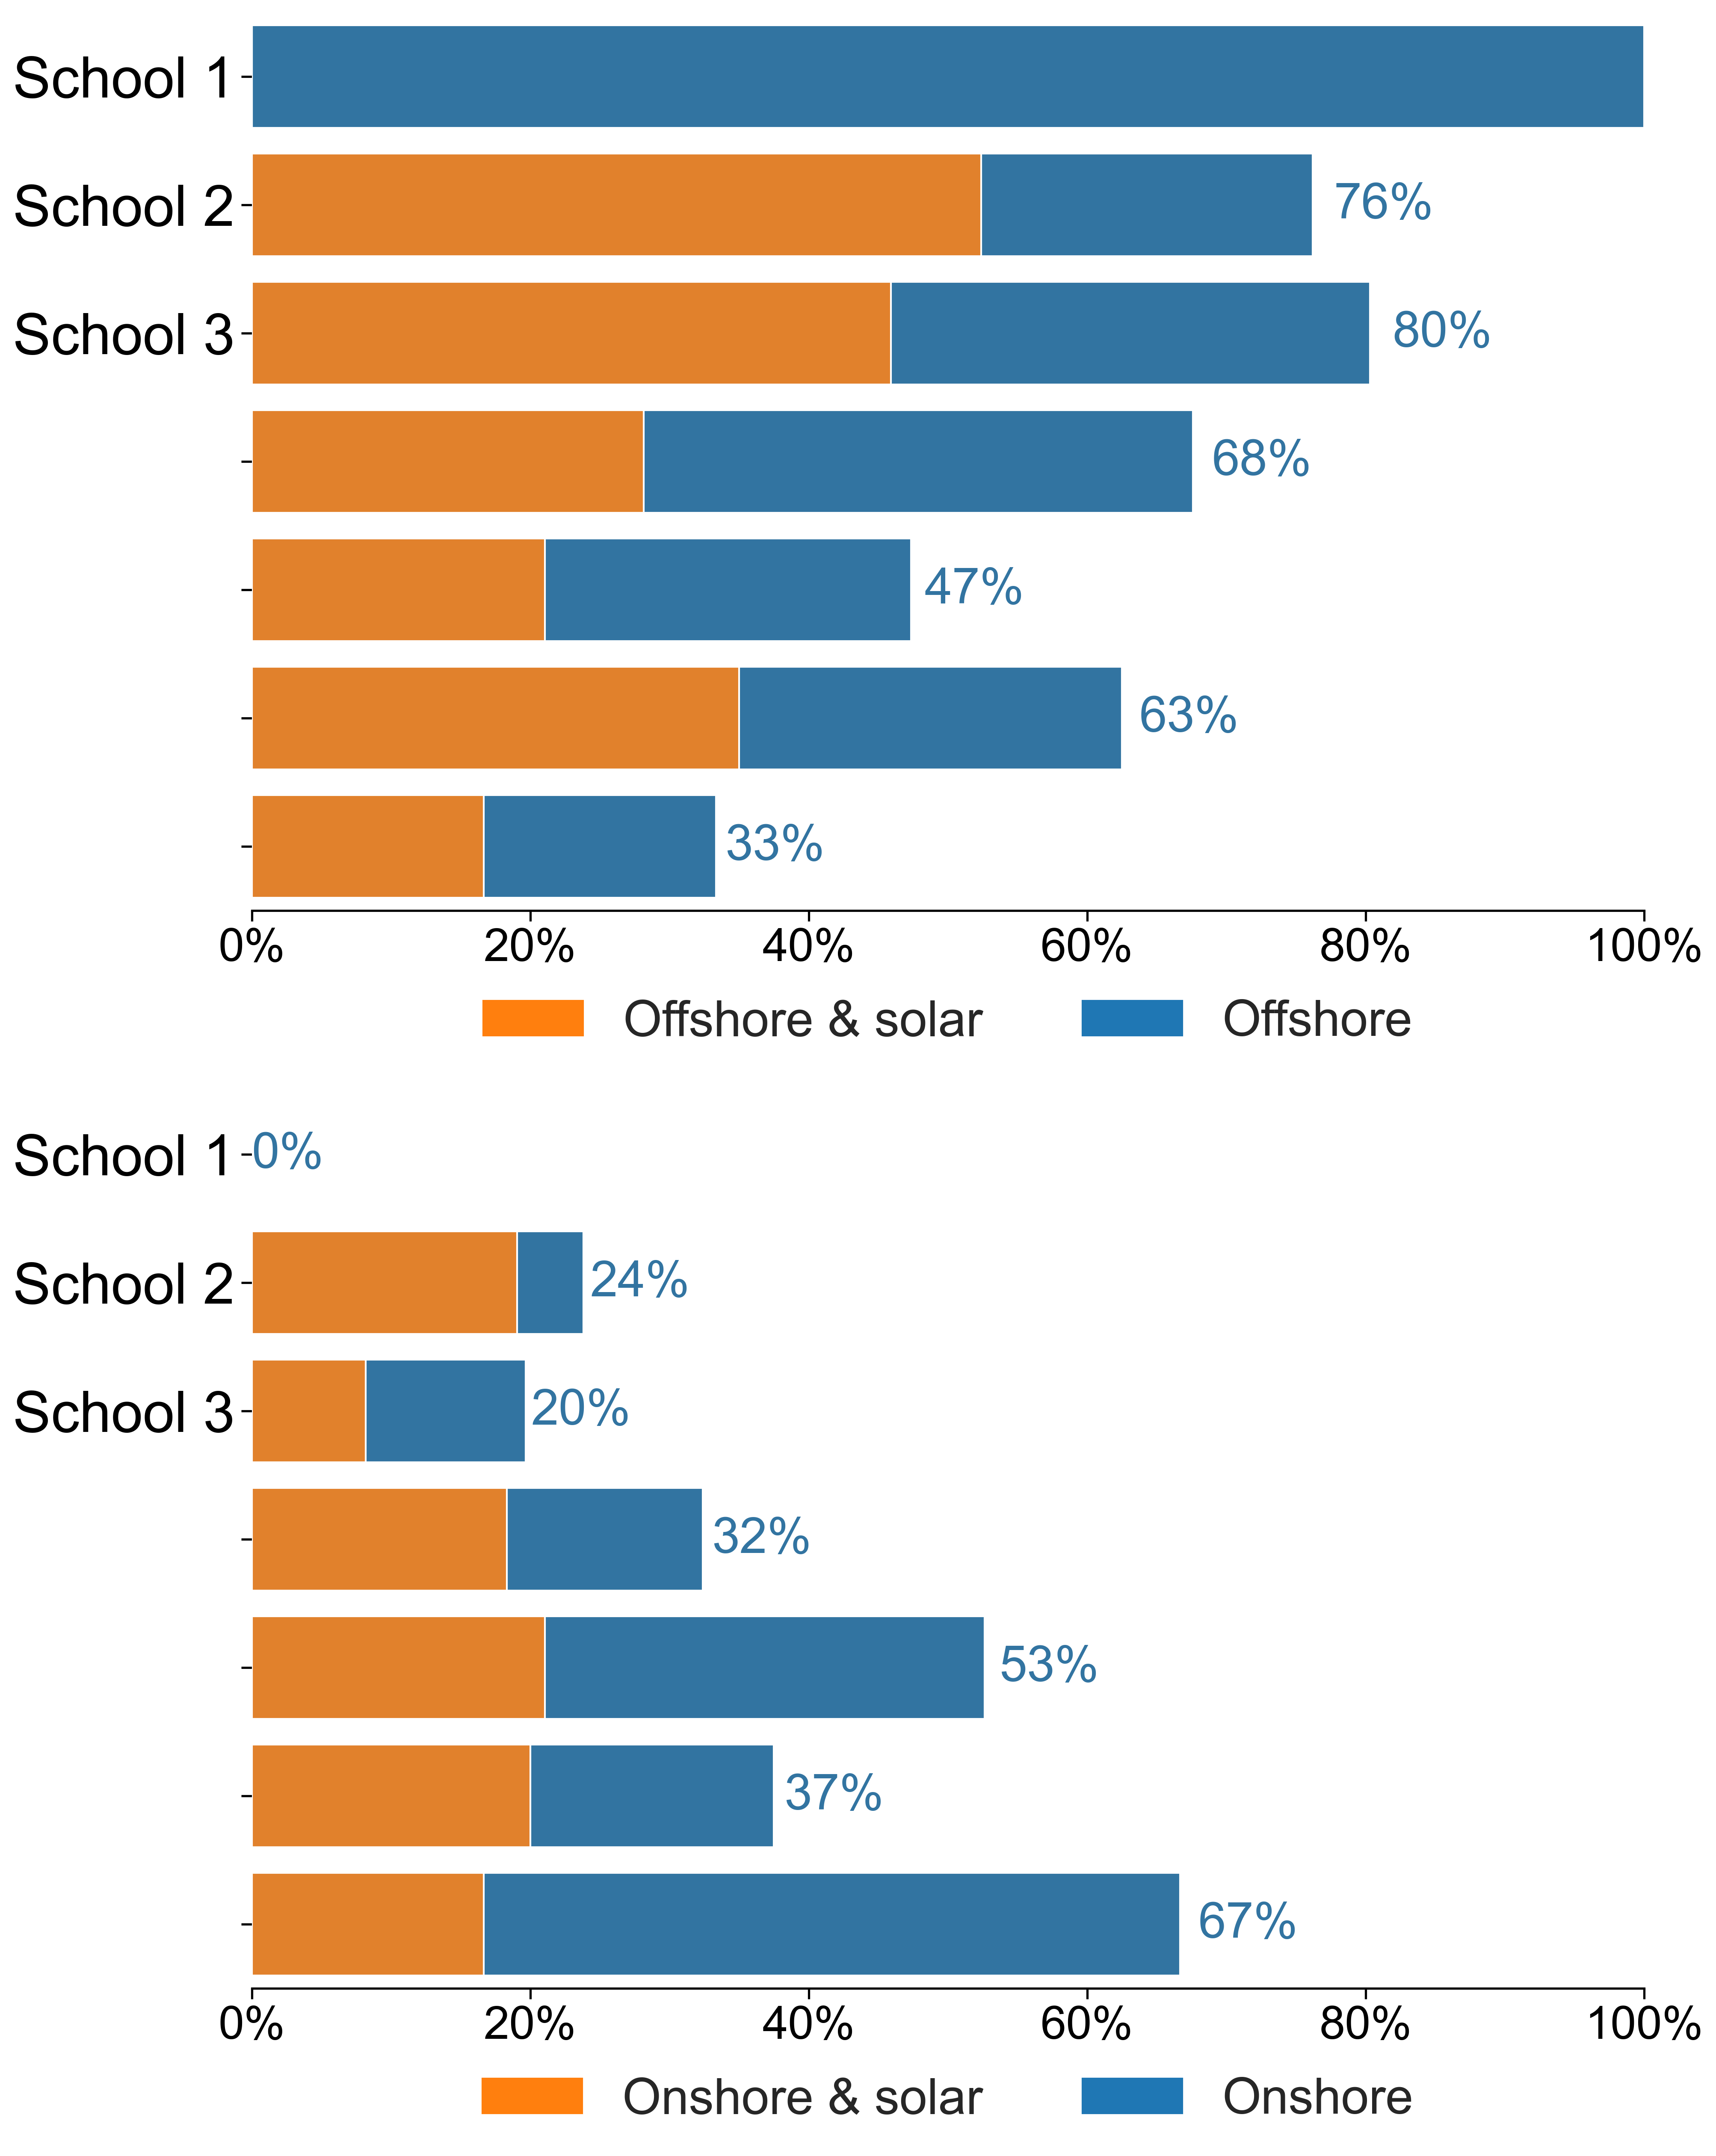 School 1
School 2 76%
School 3 80%
68%
47%
63%
33%
0% 20% 40% 60% 80% 100%
Offshore & solar Offshore
School 1 0%
School 2 24%
School 3 20%
32%
53%
37%
67%
0% 20% 40% 60% 80% 100%
Onshore & solar Onshore